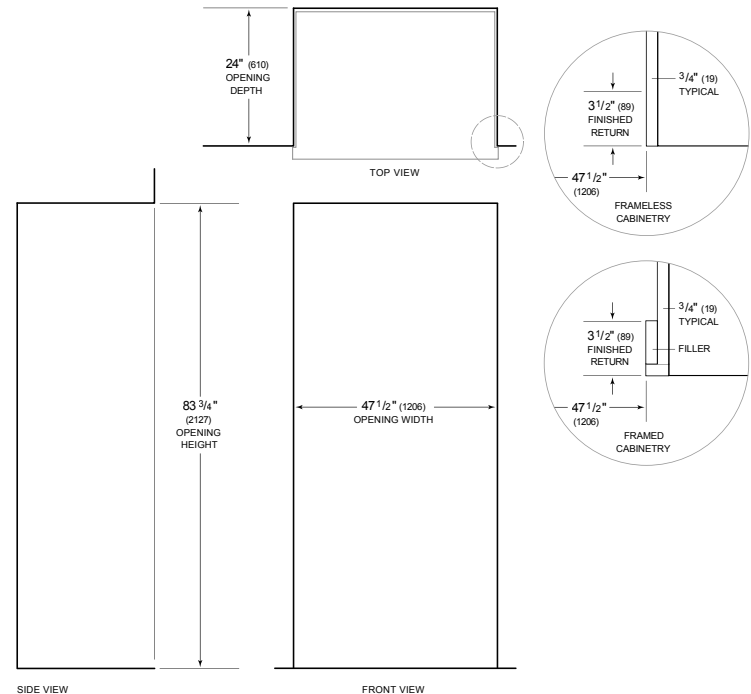 24" (610)
OPENING
DEPTH
TOP VIEW
3/4" (19)
TYPICAL
3 1/2" (89)
FINISHED
RETURN
47 1/2"
(1206)
FRAMELESS
CABINETRY
3/4" (19)
TYPICAL
3 1/2" (89)
FINISHED
RETURN
FILLER
47 1/2"
(1206)
FRAMED
CABINETRY
83 3/4"
(2127)
OPENING
HEIGHT
47 1/2" (1206)
OPENING WIDTH
SIDE VIEW
FRONT VIEW